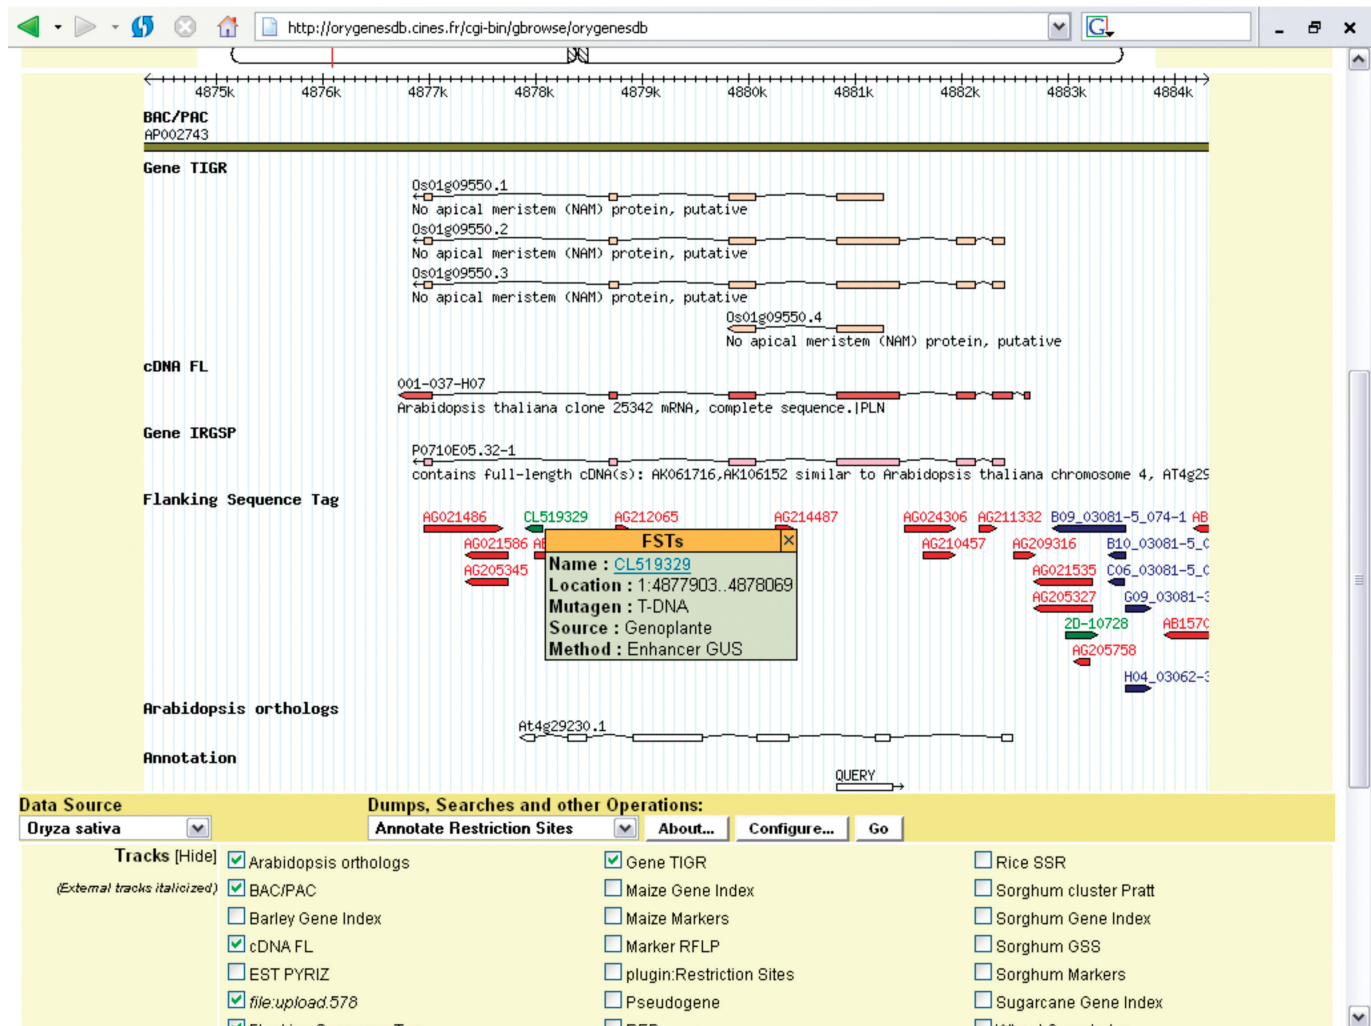 http://orygenesdb.cines.fr/cgi-bin/gbrowse/orygenesdb
4875k 4876k 4877k 4878k 4879k 4880k 4881k 4882k 4883k 4884k
BAC/PAC
AP002743
Gene TIGR
Os01g09550.1
No apical meristem (NAM) protein, putative
Os01g09550.2
No apical meristem (NAM) protein, putative
Os01g09550.3
No apical meristem (NAM) protein, putative
Os01g09550.4
No apical meristem (NAM) protein, putative
cDNA FL
001-037-H07
Arabidopsis thaliana clone 25342 mRNA, complete sequence.|PLN
Gene IRGSP
P0710E05.32-1
contains full-length cDNA(s): AK061716,AK106152 similar to Arabidopsis thaliana chromosome 4, AT4g29
Flanking Sequence Tag
AG021486 CL519329 AG212065 AG214487 AG024306 AG211332 B09_03081-5_074-1 AB
AG021586 AB AG210457 AG209316 B10_03081-5_0
AG205345 AG021535 C06_03081-5_0
AG205327 G09_03081-3
2D-10728 AB1570
AG205758
H04_03062-3
FSTs
Name : CL519329
Location : 1:4877903..4878069
Mutagen : T-DNA
Source : Genoplante
Method : Enhancer GUS
Arabidopsis orthologs
At4g29230.1
Annotation
QUERY
Data Source Dumps, Searches and other Operations:
Oryza sativa Annotate Restriction Sites About... Configure... Go
Tracks [Hide] Arabidopsis orthologs Gene TIGR Rice SSR
(External tracks italicized) BAC/PAC Maize Gene Index Sorghum cluster Pratt
Barley Gene Index Maize Markers Sorghum Gene Index
cDNA FL Marker RFLP Sorghum GSS
EST PYRIZ plugin:Restriction Sites Sorghum Markers
file:upload.578 Pseudogene Sugarcane Gene Index